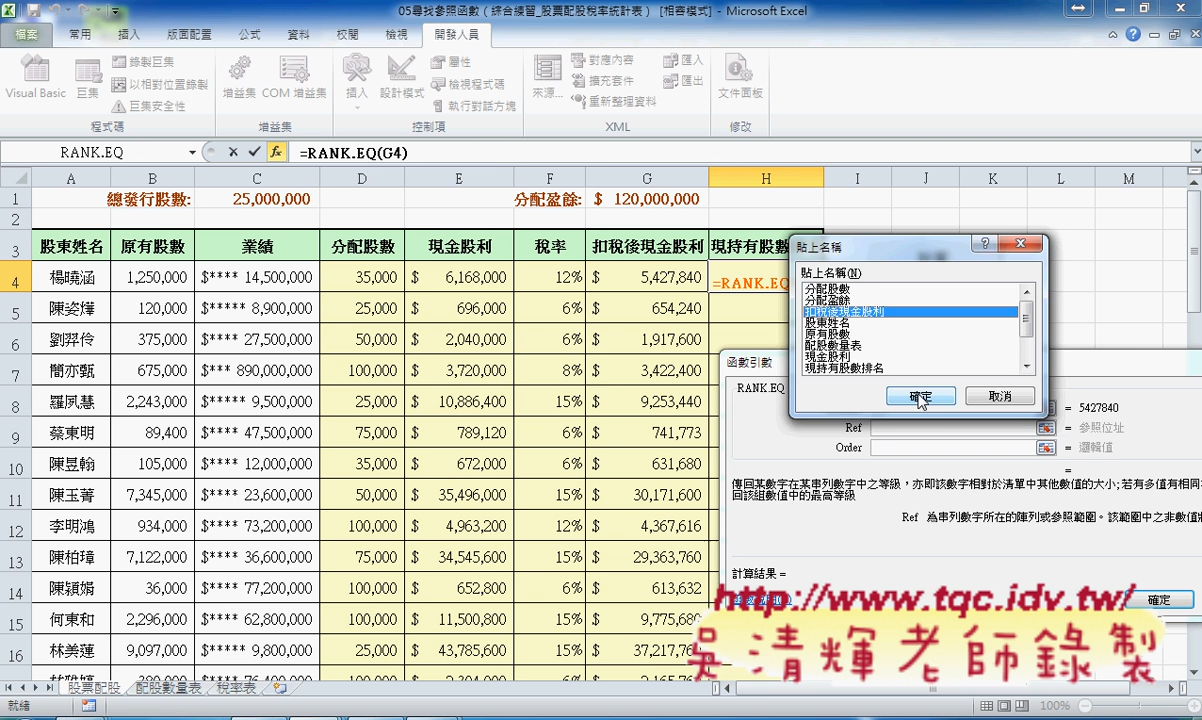 05尋找參照函數（綜合練習_股票配股稅率統計表） [相容模式] - Microsoft Excel
檔案 常用 插入 版面配置 公式 資料 校閱 檢視 開發人員
Visual Basic 巨集 錄製巨集 以相對位置錄製 巨集安全性 程式碼
增益集 COM 增益集 增益集
插入 設計模式 屬性 檢視程式碼 執行對話方塊 控制項
來源... 對應內容 擴充套件 重新整理資料 匯入 匯出 XML
文件面板 修改
RANK.EQ =RANK.EQ(G4)
A B C D E F G H I J K L M
1 總發行股數: 25,000,000 分配盈餘: $ 120,000,000
2
3 股東姓名 原有股數 業績 分配股數 現金股利 稅率 扣稅後現金股利 現持有股數
4 楊曉涵 1,250,000 $**** 14,500,000 35,000 $ 6,168,000 12% $ 5,427,840 =RANK.EQ
5 陳姿燁 120,000 $***** 8,900,000 25,000 $ 696,000 6% $ 654,240
6 劉羿伶 375,000 $**** 27,500,000 50,000 $ 2,040,000 6% $ 1,917,600
7 閻亦甄 675,000 $*** 890,000,000 100,000 $ 3,720,000 8% $ 3,422,400
8 羅夙慧 2,243,000 $***** 9,500,000 25,000 $ 10,886,400 15% $ 9,253,440
9 蔡東明 89,400 $**** 47,500,000 75,000 $ 789,120 6% $ 741,773
10 陳昱翰 105,000 $**** 12,000,000 35,000 $ 672,000 6% $ 631,680
11 陳玉菁 7,345,000 $**** 23,600,000 50,000 $ 35,496,000 15% $ 30,171,600
12 李明鴻 934,000 $**** 73,200,000 100,000 $ 4,963,200 12% $ 4,367,616
13 陳柏璋 7,122,000 $**** 36,600,000 75,000 $ 34,545,600 15% $ 29,363,760
14 陳潁娟 36,000 $**** 77,200,000 100,000 $ 652,800 6% $ 613,632
15 何東和 2,296,000 $**** 62,800,000 100,000 $ 11,500,800 15% $ 9,775,680
16 林美蓮 9,097,000 $***** 9,800,000 25,000 $ 43,785,600 15% $ 37,217,76
貼上名稱
貼上名稱(N)
分配股數
分配盈餘
扣稅後現金股利
股東姓名
原有股數
配股數量表
現金股利
現持有股數排名
確定 取消
函數引數
RANK.EQ
= 5427840
Ref = 參照位址
Order = 邏輯值
=
傳回某數字在某串列數字中之等級，亦即該數字相對於清單中其他數值的大小;若有多值有相同
回該組數值中的最高等級
Ref 為串列數字所在的陣列或參照範圍。該範圍中之非數值
計算結果 =
確定
http://www.tqc.idv.tw/
吳清輝老師錄製
股票配股 配股數量表 稅率表
就緒 100%